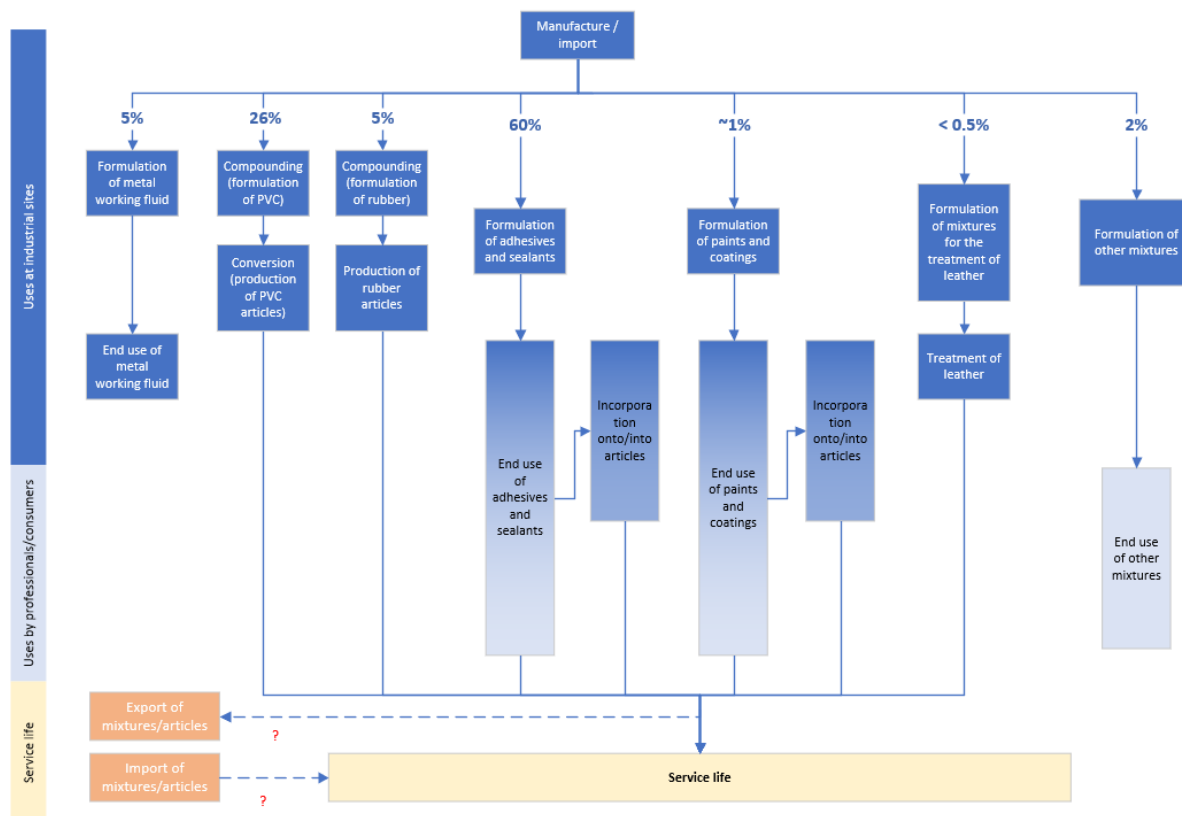 Manufacture /
import
5%
26%
5%
60%
~1%
< 0.5%
2%
Uses at industrial sites
Formulation
of metal
working fluid
Compounding
(formulation
of PVC)
Compounding
(formulation
of rubber)
Formulation
of adhesives
and sealants
Formulation
of paints and
coatings
Formulation
of mixtures
for the
treatment of
leather
Formulation of
other mixtures
Conversion
(production
of PVC
articles)
Production of
rubber
articles
End use of
metal
working fluid
Treatment of
leather
End use of
adhesives
and
sealants
Incorpora
tion
onto/into
articles
End use
of paints
and
coatings
Incorpora
tion
onto/into
articles
Uses by professionals/consumers
End use
of other
mixtures
Service life
Export of
mixtures/articles
?
Import of
mixtures/articles
?
Service life